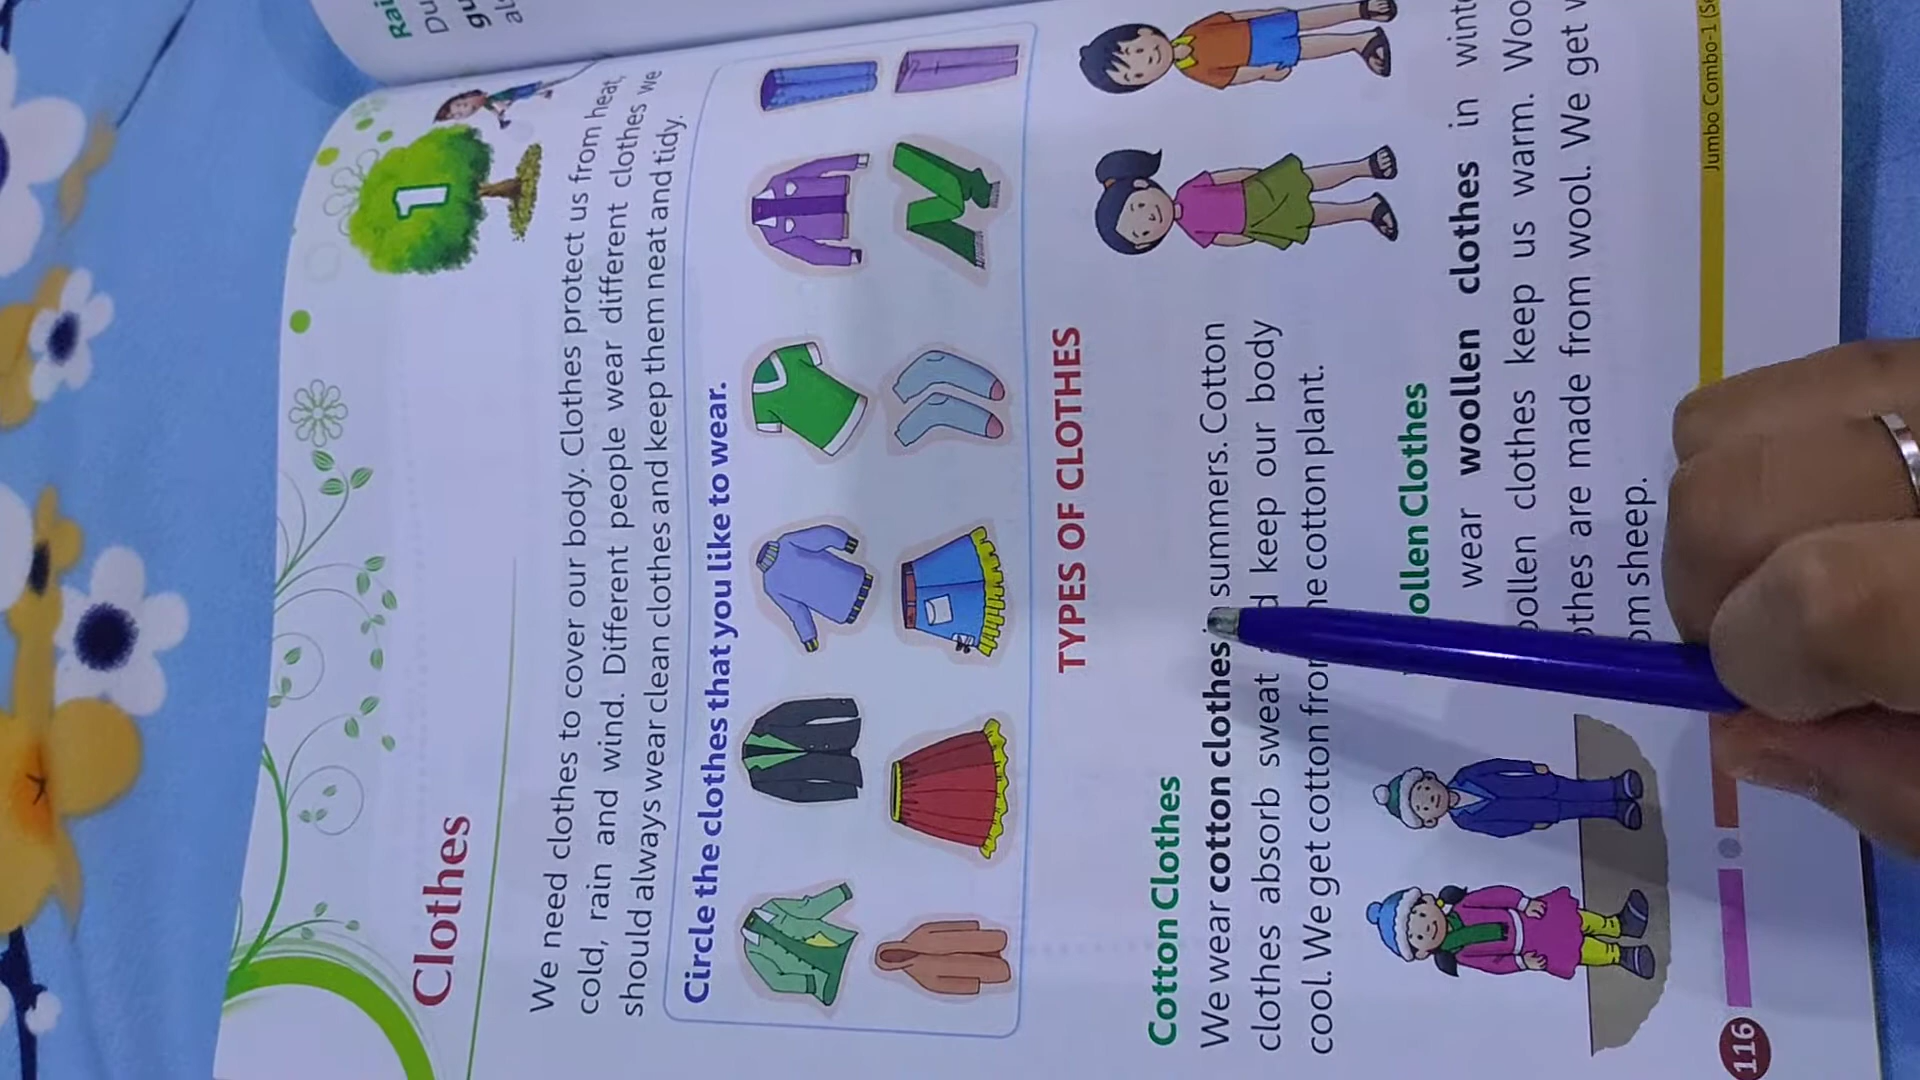 Clothes
1
We need clothes to cover our body. Clothes protect us from heat,
cold, rain and wind. Different people wear different clothes we
should always wear clean clothes and keep them neat and tidy.
Circle the clothes that you like to wear.
TYPES OF CLOTHES
Cotton Clothes
We wear cotton clothes summers. Cotton
clothes absorb sweat keep our body
cool. We get cotton cotton plant.
ollen Clothes
wear woollen clothes in
ollen clothes keep us warm.
othes are made from wool. We get
om sheep.
116
Jumbo Combo-1